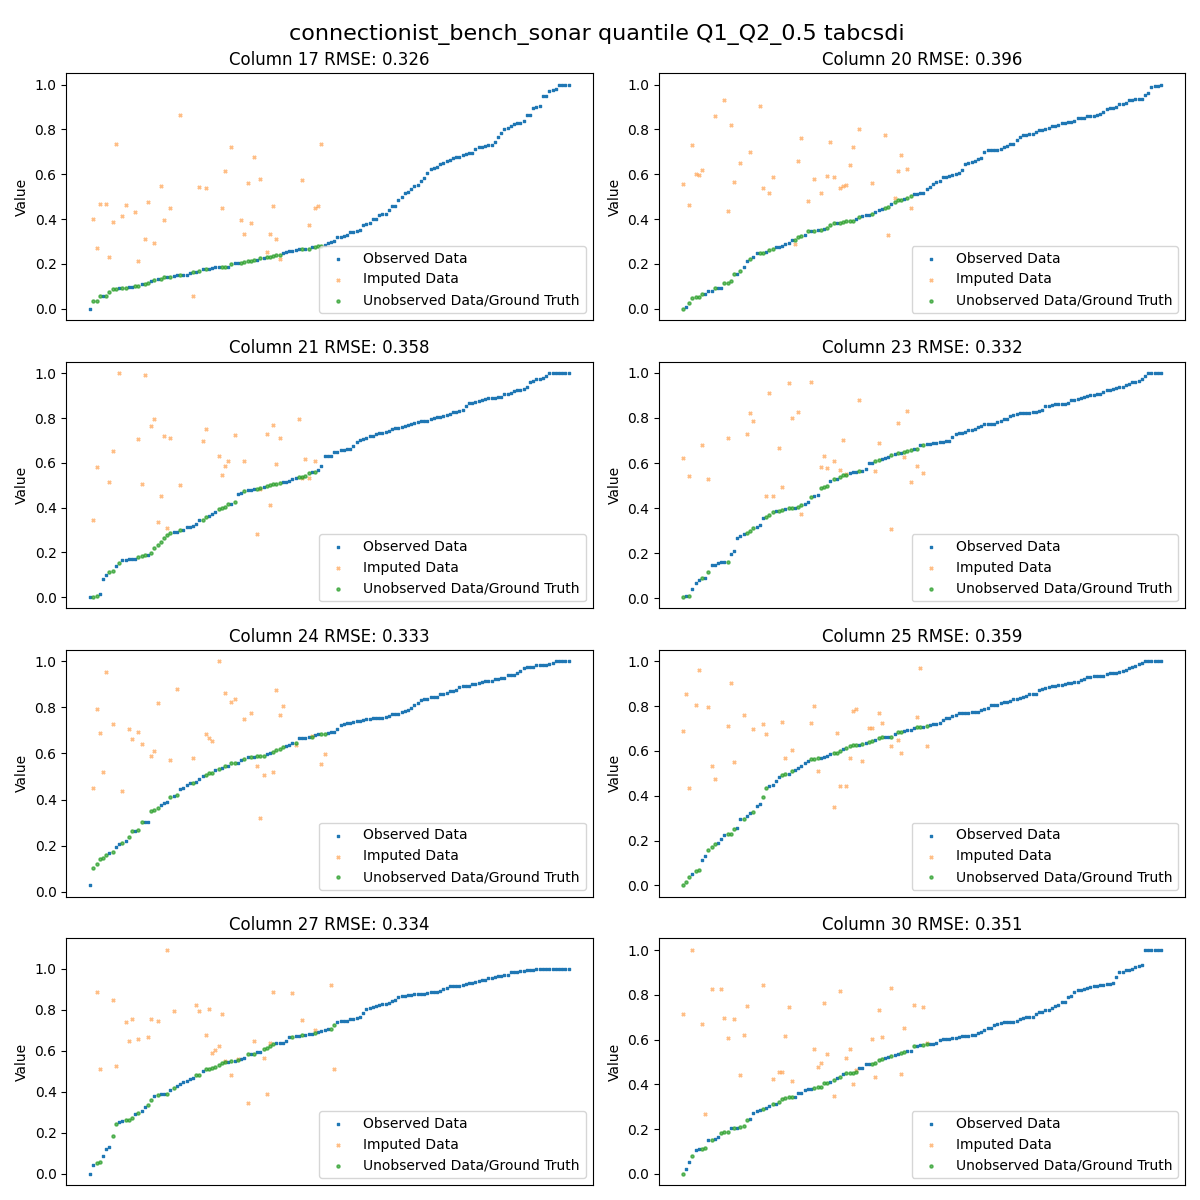 connectionist_bench_sonar quantile Q1_Q2_0.5 tabcsdi
Column 17 RMSE: 0.326
1.0
0.8
0.6
0.4
0.2
0.0
Value
Observed Data
Imputed Data
Unobserved Data/Ground Truth
Column 20 RMSE: 0.396
1.0
0.8
0.6
0.4
0.2
0.0
Value
Observed Data
Imputed Data
Unobserved Data/Ground Truth
Column 21 RMSE: 0.358
1.0
0.8
0.6
0.4
0.2
0.0
Value
Observed Data
Imputed Data
Unobserved Data/Ground Truth
Column 23 RMSE: 0.332
1.0
0.8
0.6
0.4
0.2
0.0
Value
Observed Data
Imputed Data
Unobserved Data/Ground Truth
Column 24 RMSE: 0.333
1.0
0.8
0.6
0.4
0.2
0.0
Value
Observed Data
Imputed Data
Unobserved Data/Ground Truth
Column 25 RMSE: 0.359
1.0
0.8
0.6
0.4
0.2
0.0
Value
Observed Data
Imputed Data
Unobserved Data/Ground Truth
Column 27 RMSE: 0.334
1.0
0.8
0.6
0.4
0.2
0.0
Value
Observed Data
Imputed Data
Unobserved Data/Ground Truth
Column 30 RMSE: 0.351
1.0
0.8
0.6
0.4
0.2
0.0
Value
Observed Data
Imputed Data
Unobserved Data/Ground Truth